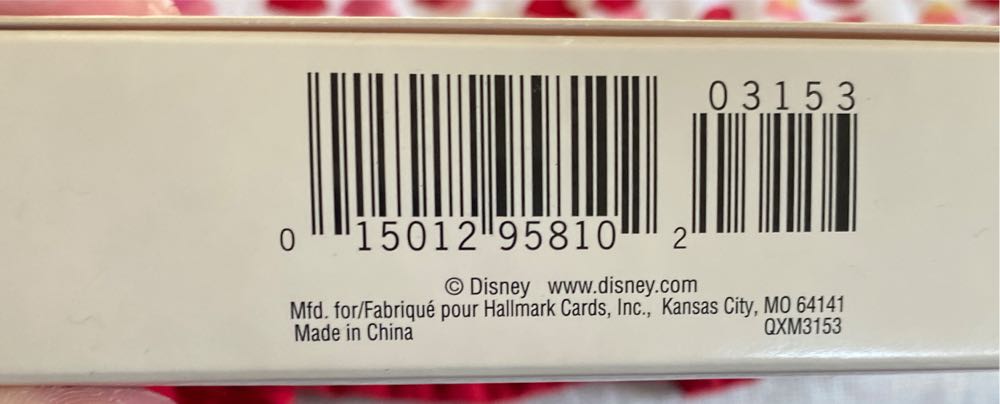 03153
0 15012 95810 2
© Disney www.disney.com
Mfd. for/Fabriqué pour Hallmark Cards, Inc., Kansas City, MO 64141
Made in China QXM3153